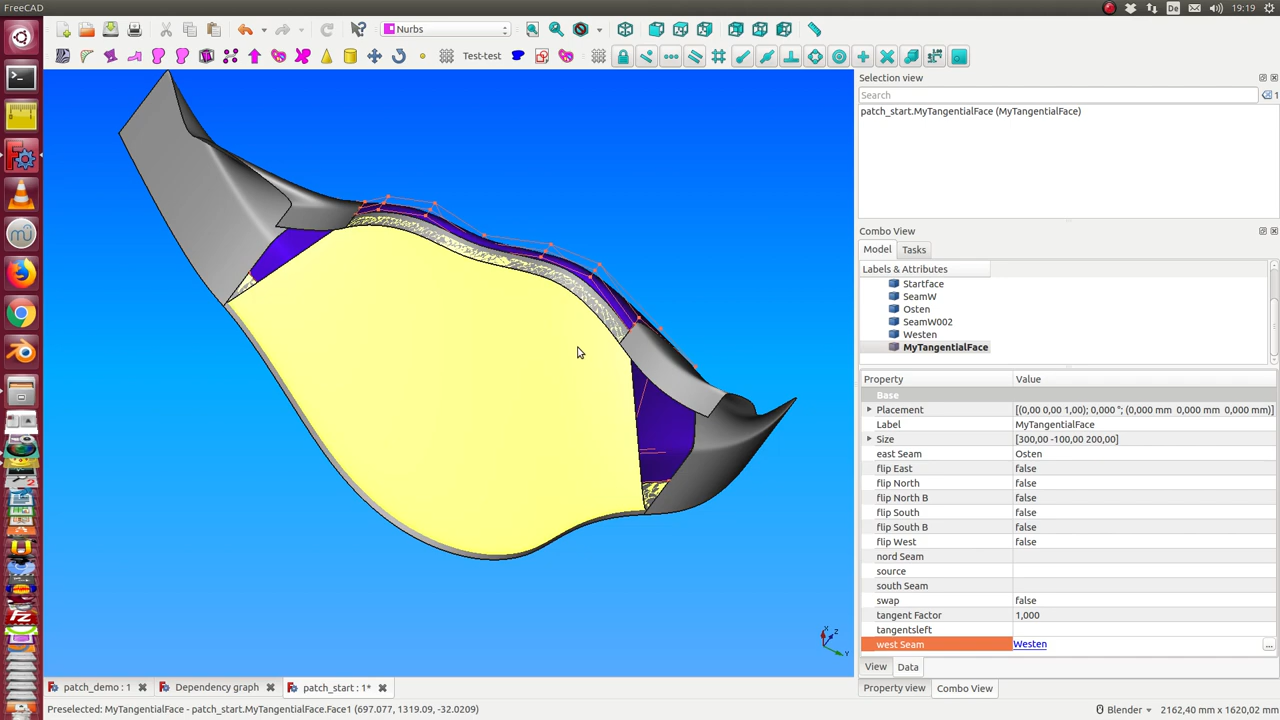 FreeCAD
De
19:19
Nurbs
Test-test
Selection view
Search
1
patch_start.MyTangentialFace (MyTangentialFace)
Combo View
Model
Tasks
Labels & Attributes
Startface
SeamW
Osten
SeamW002
Westen
MyTangentialFace
Property Value
Base
Placement [(0,00 0,00 1,00); 0,000 °; (0,000 mm 0,000 mm 0,000 mm)]
Label MyTangentialFace
Size [300,00 -100,00 200,00]
east Seam Osten
flip East false
flip North false
flip North B false
flip South false
flip South B false
flip West false
nord Seam
source
south Seam
swap false
tangent Factor 1,000
tangentsleft
west Seam Westen ...
View Data
Property view Combo View
patch_demo : 1
Dependency graph
patch_start : 1*
X
Z
Y
Preselected: MyTangentialFace - patch_start.MyTangentialFace.Face1 (697.077, 1319.09, -32.0209)
Blender
2162,40 mm x 1620,02 mm